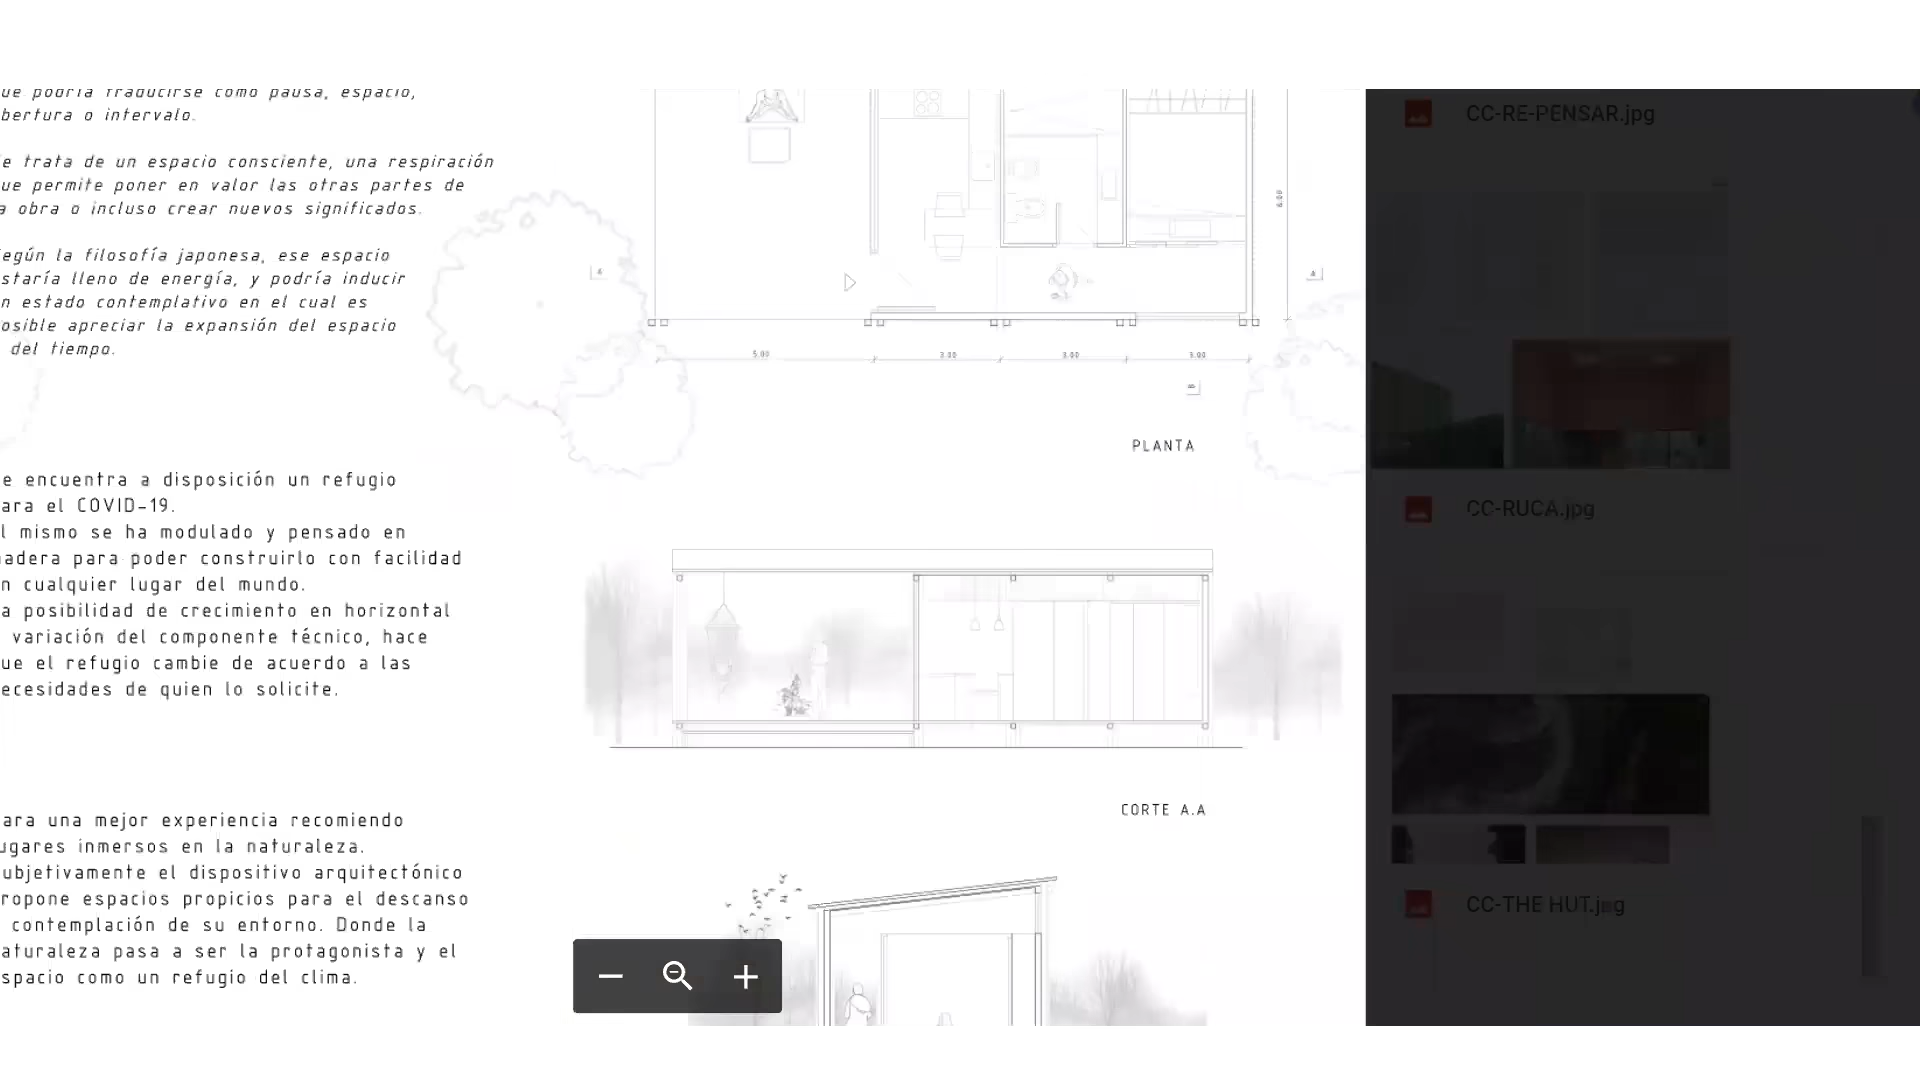 ue podría traducirse como pausa, espacio,
bertura o intervalo.
e trata de un espacio consciente, una respiración
ue permite poner en valor las otras partes de
a obra o incluso crear nuevos significados.
egún la filosofía japonesa, ese espacio
staría lleno de energía, y podría inducir
n estado contemplativo en el cual es
osible apreciar la expansión del espacio
del tiempo.
e encuentra a disposición un refugio
ara el COVID-19.
l mismo se ha modulado y pensado en
adera para poder construirlo con facilidad
n cualquier lugar del mundo.
a posibilidad de crecimiento en horizontal
variación del componente técnico, hace
ue el refugio cambie de acuerdo a las
ecesidades de quien lo solicite.
ara una mejor experiencia recomiendo
ugares inmersos en la naturaleza.
ubjetivamente el dispositivo arquitectónico
ropone espacios propicios para el descanso
contemplación de su entorno. Donde la
aturaleza pasa a ser la protagonista y el
spacio como un refugio del clima.
6.00
5.00 3.00 3.00 3.00
PLANTA
CORTE A.A
CC-RE-PENSAR.jpg
CC-RUCA.jpg
CC-THE HUT.jpg